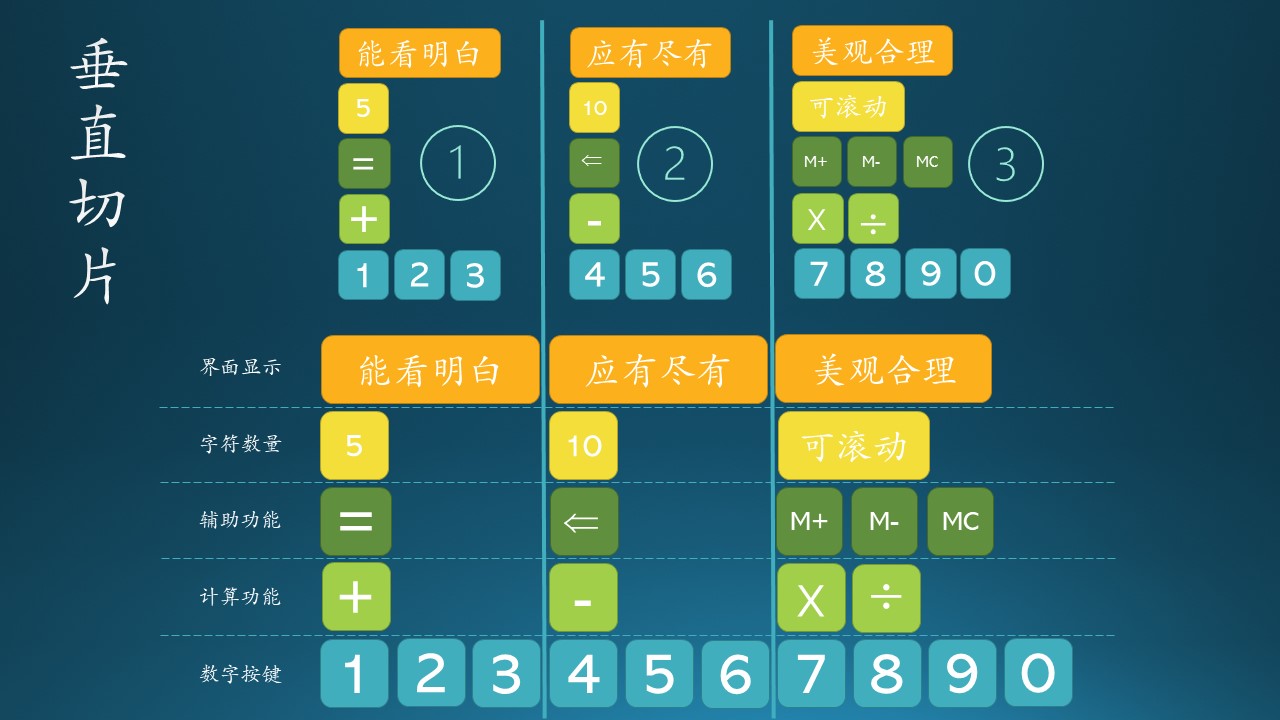 垂直切片
能看明白 应有尽有 美观合理
5 10 可滚动
= ⇐ M+ M- MC
① ② ③
+ - X ÷
1 2 3 4 5 6 7 8 9 0
界面显示 能看明白 应有尽有 美观合理
字符数量 5 10 可滚动
辅助功能 = ⇐ M+ M- MC
计算功能 + - X ÷
数字按键 1 2 3 4 5 6 7 8 9 0